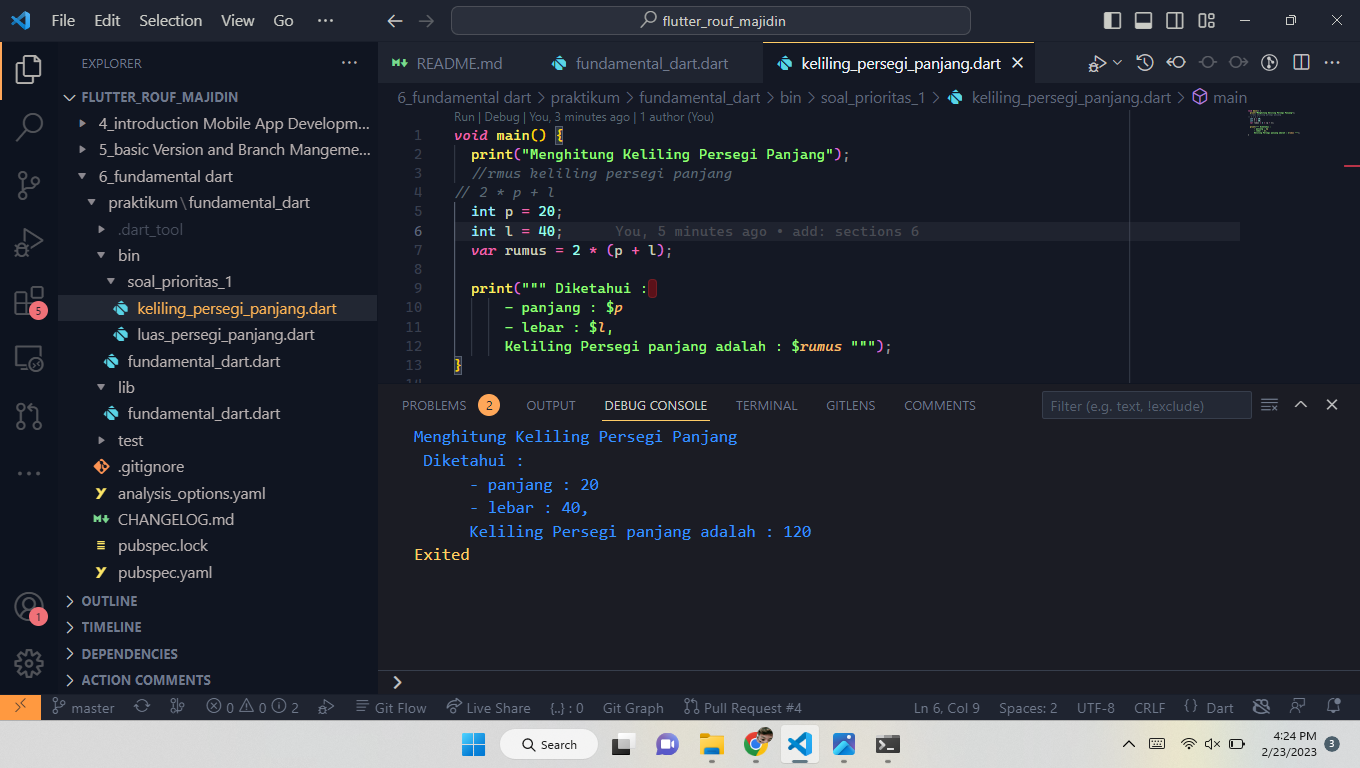 File Edit Selection View Go ··· flutter_rouf_majidin
EXPLORER ···
FLUTTER_ROUF_MAJIDIN
4_introduction Mobile App Developm...
5_basic Version and Branch Mangeme...
6_fundamental dart
praktikum\fundamental_dart
.dart_tool
bin
soal_prioritas_1
keliling_persegi_panjang.dart
luas_persegi_panjang.dart
fundamental_dart.dart
lib
fundamental_dart.dart
test
.gitignore
analysis_options.yaml
CHANGELOG.md
pubspec.lock
pubspec.yaml
OUTLINE
TIMELINE
DEPENDENCIES
ACTION COMMENTS
5
1
README.md fundamental_dart.dart keliling_persegi_panjang.dart
6_fundamental dart > praktikum > fundamental_dart > bin > soal_prioritas_1 > keliling_persegi_panjang.dart > main
Run | Debug | You, 3 minutes ago | 1 author (You)
1 void main() {
2 print("Menghitung Keliling Persegi Panjang");
3 //rmus keliling persegi panjang
4 // 2 * p + l
5 int p = 20;
6 int l = 40; You, 5 minutes ago • add: sections 6
7 var rumus = 2 * (p + l);
8
9 print(""" Diketahui :
10 - panjang : $p
11 - lebar : $l,
12 Keliling Persegi panjang adalah : $rumus """);
13 }
14
PROBLEMS 2 OUTPUT DEBUG CONSOLE TERMINAL GITLENS COMMENTS Filter (e.g. text, !exclude)
Menghitung Keliling Persegi Panjang
Diketahui :
- panjang : 20
- lebar : 40,
Keliling Persegi panjang adalah : 120
Exited
master 0 0 2 Git Flow Live Share {..} : 0 Git Graph Pull Request #4 Ln 6, Col 9 Spaces: 2 UTF-8 CRLF {} Dart
Search
4:24 PM
2/23/2023 3